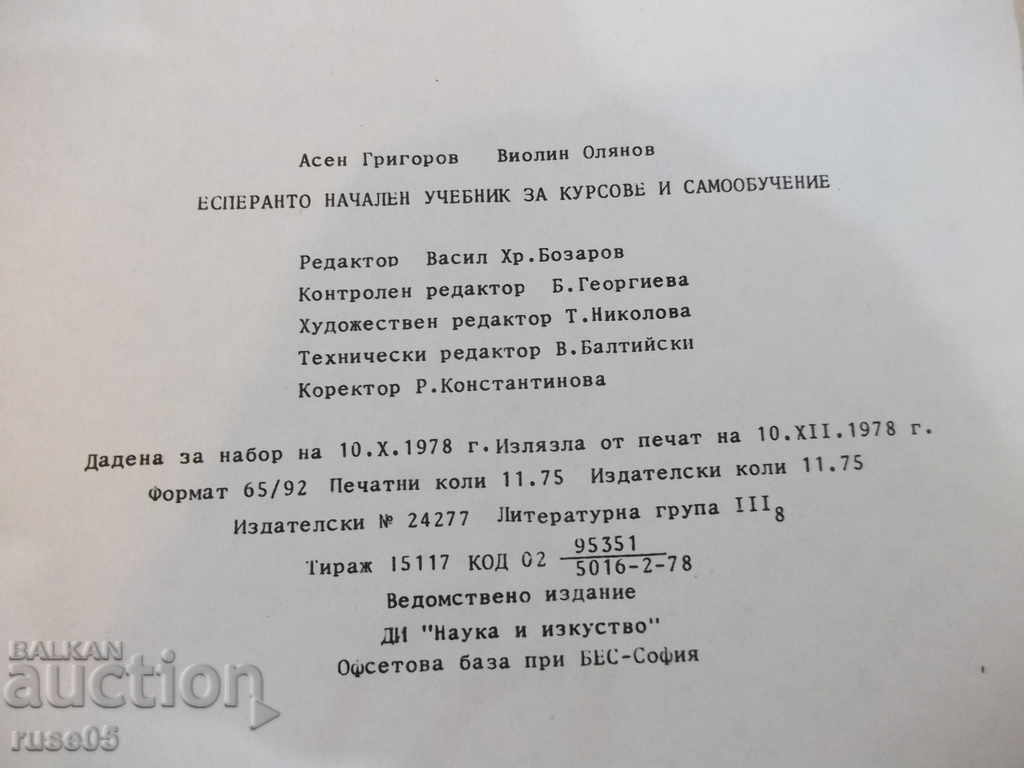 Асен Григоров Виолин Олянов
ЕСПЕРАНТО НАЧАЛЕН УЧЕБНИК ЗА КУРСОВЕ И САМООБУЧЕНИЕ
Редактор Васил Хр.Бозаров
Контролен редактор Б.Георгиева
Художествен редактор Т.Николова
Технически редактор В.Балтийски
Коректор Р.Константинова
Дадена за набор на 10.X.1978 г. Излязла от печат на 10.XII.1978 г.
Формат 65/92 Печатни коли 11.75 Издателски коли 11.75
Издателски № 24277 Литературна група III8
Тираж 15117 КОД 02 95351/5016-2-78
Ведомствено издание
ДИ "Наука и изкуство"
Офсетова база при БЕС-София
BALKAN
auction
ruse05